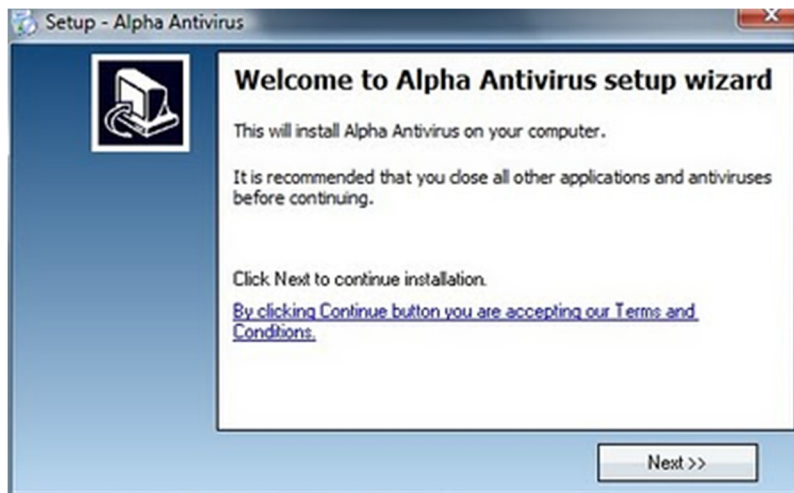 Setup - Alpha Antivirus
Welcome to Alpha Antivirus setup wizard
This will install Alpha Antivirus on your computer.
It is recommended that you close all other applications and antiviruses
before continuing.
Click Next to continue installation.
By clicking Continue button you are accepting our Terms and
Conditions.
Next >>